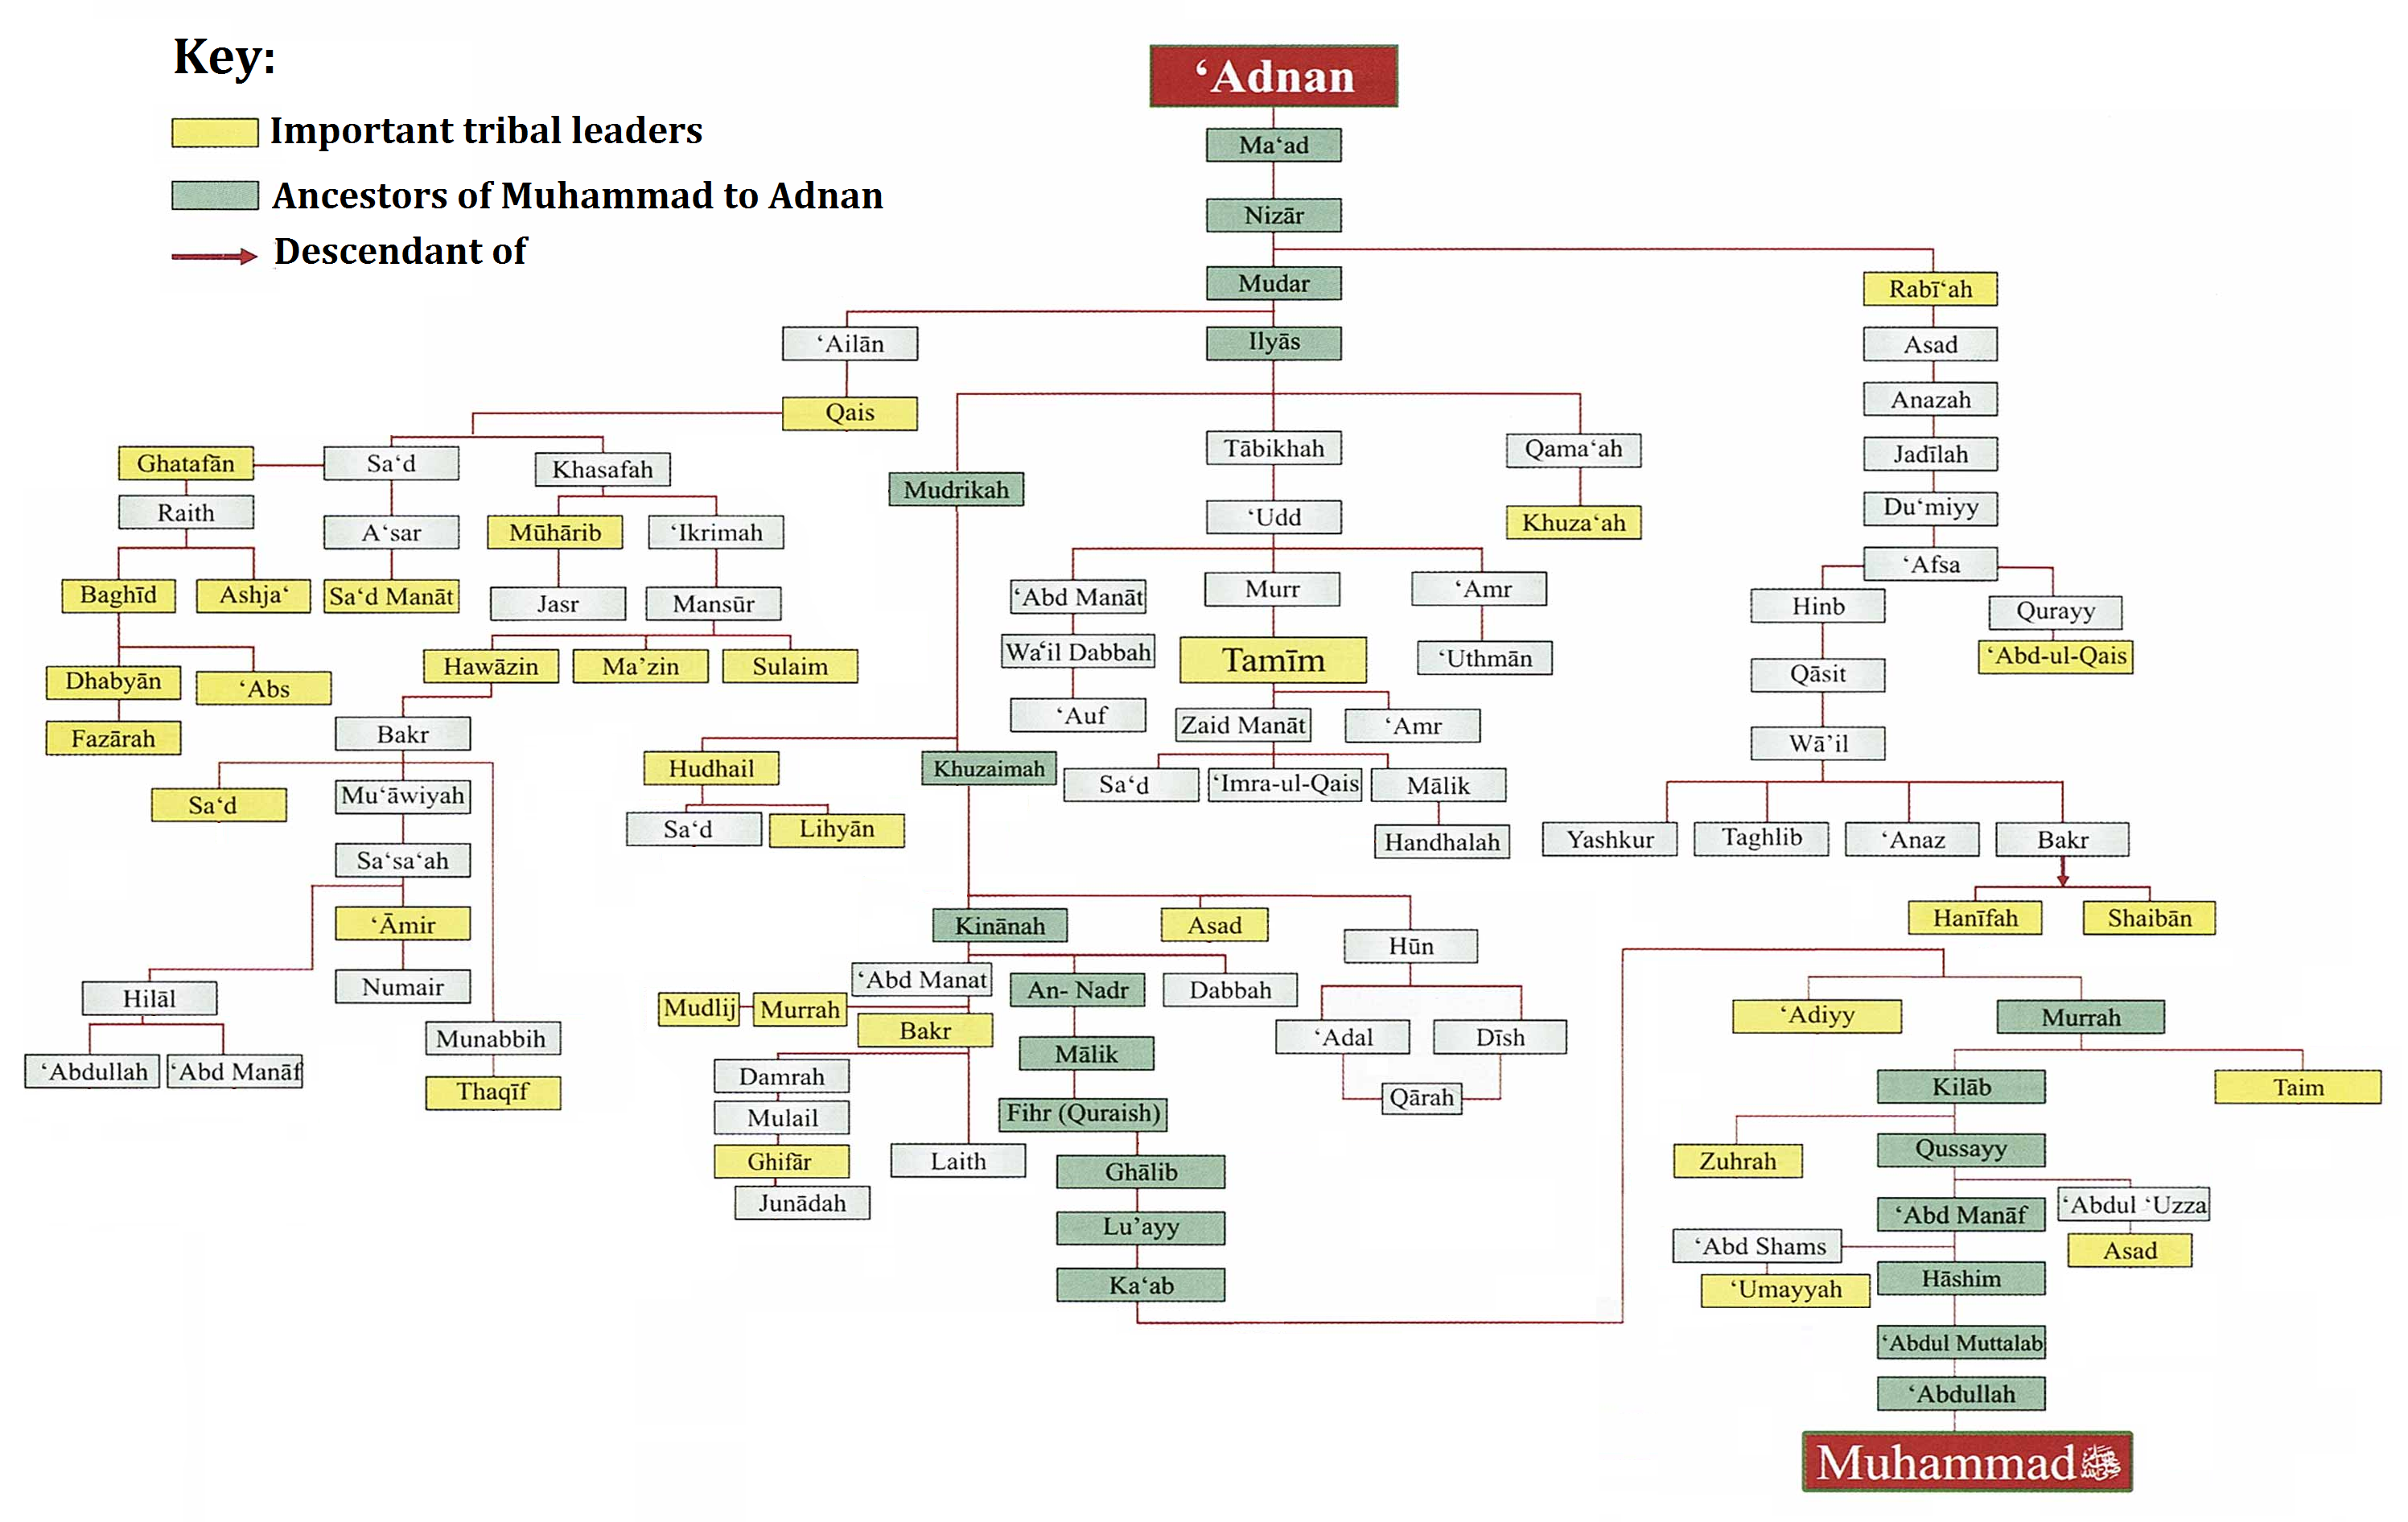 Key:
Important tribal leaders
Ancestors of Muhammad to Adnan
Descendant of
‘Adnan
Ma‘ad
Nizār
Mudar
Rabī‘ah
‘Ailān
Ilyās
Asad
Qais
Anazah
Ghatafān
Sa‘d
Khasafah
Mudrikah
Tābikhah
Qama‘ah
Jadīlah
Raith
A‘sar
Mūhārib
‘Ikrimah
‘Udd
Khuza‘ah
Du‘miyy
Baghīd
Ashja‘
Sa‘d Manāt
Jasr
Mansūr
‘Abd Manāt
Murr
‘Amr
‘Afsa
Hinb
Qurayy
Dhabyān
‘Abs
Hawāzin
Ma’zin
Sulaim
Wa‘il Dabbah
Tamīm
‘Uthmān
Qāsit
‘Abd-ul-Qais
Fazārah
Bakr
‘Auf
Zaid Manāt
‘Amr
Wā’il
Hudhail
Khuzaimah
Sa‘d
‘Imra-ul-Qais
Mālik
Sa‘d
Mu‘āwiyah
Sa‘d
Lihyān
Handhalah
Yashkur
Taghlib
‘Anaz
Bakr
Sa‘sa‘ah
‘Āmir
Kinānah
Asad
Hūn
Hanīfah
Shaibān
Hilāl
Numair
‘Abd Manat
An- Nadr
Dabbah
Mudlij
Murrah
Bakr
‘Adal
Dīsh
‘Adiyy
Murrah
Munabbih
‘Abdullah
‘Abd Manāf
Thaqīf
Damrah
Mālik
Qārah
Kilāb
Taim
Mulail
Fihr (Quraish)
Ghifār
Laith
Ghālib
Zuhrah
Qussayy
Junādah
Lu’ayy
‘Abd Manāf
‘Abdul ‘Uzza
‘Abd Shams
Asad
Ka‘ab
‘Umayyah
Hāshim
‘Abdul Muttalab
‘Abdullah
Muhammad ﷺ